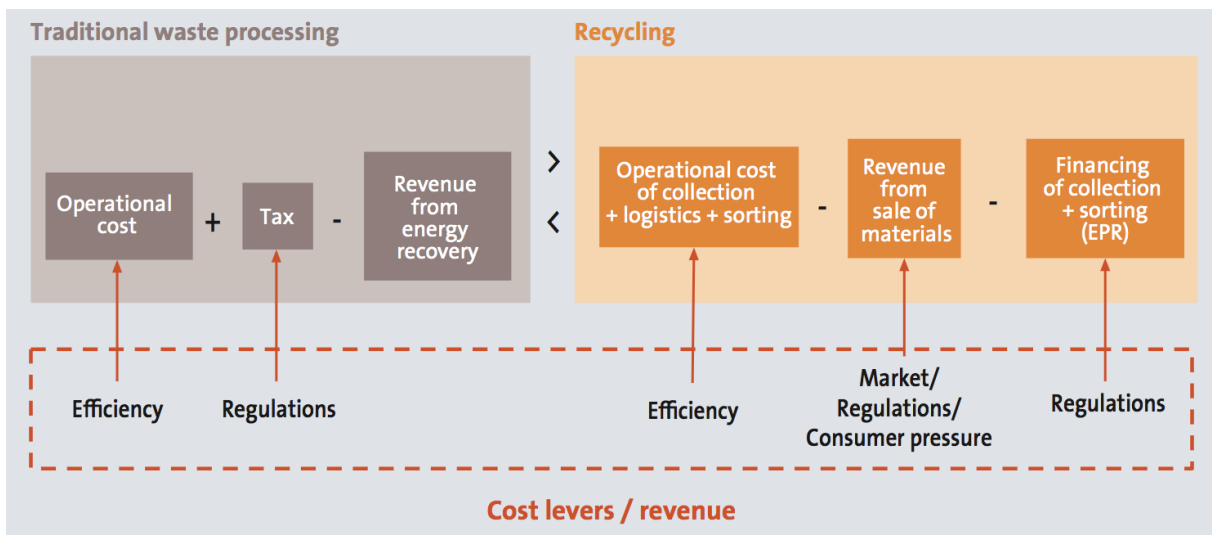 Traditional waste processing
Recycling
Operational
cost
+
Tax
-
Revenue
from
energy
recovery
>
<
Operational cost
of collection
+ logistics + sorting
-
Revenue
from
sale of
materials
-
Financing
of collection
+ sorting
(EPR)
Efficiency
Regulations
Efficiency
Market/
Regulations/
Consumer pressure
Regulations
Cost levers / revenue